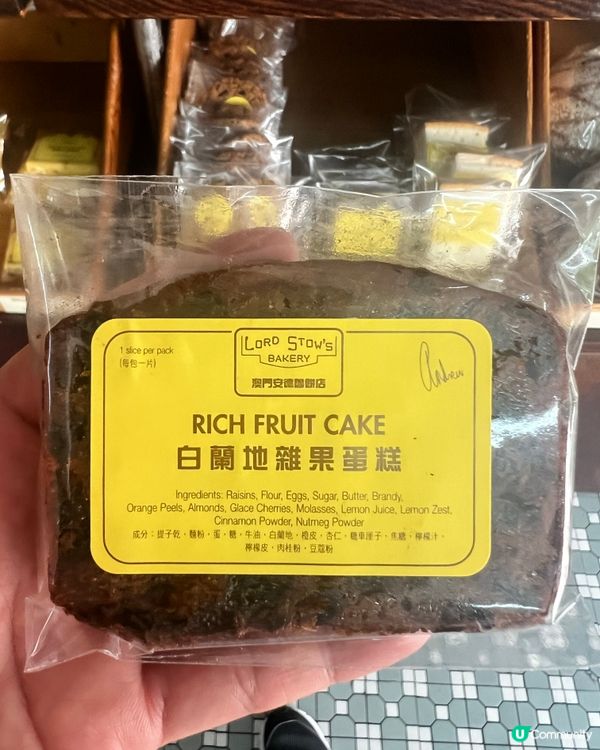 1 slice per pack
(每包一片)
LORD STOW'S
BAKERY
澳門安德魯餅店
Andrew
RICH FRUIT CAKE
白蘭地雜果蛋糕
Ingredients: Raisins, Flour, Eggs, Sugar, Butter, Brandy,
Orange Peels, Almonds, Glace Cherries, Molasses, Lemon Juice, Lemon Zest,
Cinnamon Powder, Nutmeg Powder
成分：提子乾，麵粉，蛋，糖，牛油，白蘭地，橙皮，杏仁，糖車厘子，焦糖，檸檬汁，
檸檬皮，肉桂粉，豆蔻粉
U Community